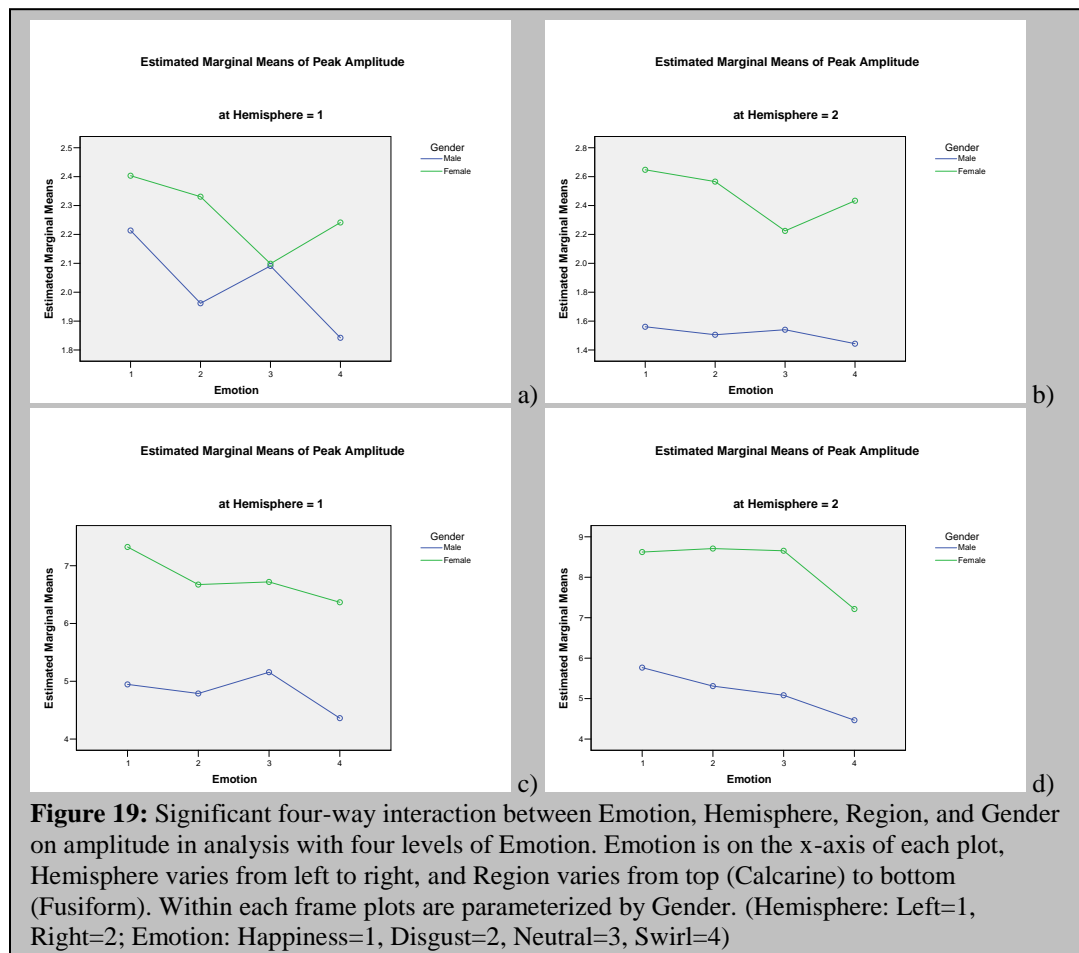 Estimated Marginal Means of Peak Amplitude
at Hemisphere = 1
Estimated Marginal Means
2.5
2.4
2.3
2.2
2.1
2.0
1.9
1.8
1 2 3 4
Emotion
Gender
Male
Female
a)
Estimated Marginal Means of Peak Amplitude
at Hemisphere = 2
Estimated Marginal Means
2.8
2.6
2.4
2.2
2.0
1.8
1.6
1.4
1 2 3 4
Emotion
Gender
Male
Female
b)
Estimated Marginal Means of Peak Amplitude
at Hemisphere = 1
Estimated Marginal Means
7
6
5
4
1 2 3 4
Emotion
Gender
Male
Female
c)
Estimated Marginal Means of Peak Amplitude
at Hemisphere = 2
Estimated Marginal Means
9
8
7
6
5
4
1 2 3 4
Emotion
Gender
Male
Female
d)
Figure 19: Significant four-way interaction between Emotion, Hemisphere, Region, and Gender
on amplitude in analysis with four levels of Emotion. Emotion is on the x-axis of each plot,
Hemisphere varies from left to right, and Region varies from top (Calcarine) to bottom
(Fusiform). Within each frame plots are parameterized by Gender. (Hemisphere: Left=1,
Right=2; Emotion: Happiness=1, Disgust=2, Neutral=3, Swirl=4)